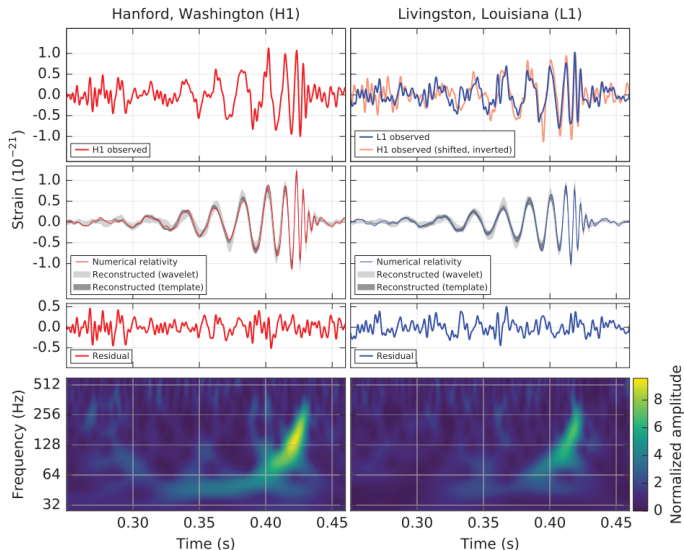 Hanford, Washington (H1)
Livingston, Louisiana (L1)
Strain (10⁻²¹)
1.0
0.5
0.0
-0.5
-1.0
H1 observed
L1 observed
H1 observed (shifted, inverted)
1.0
0.5
0.0
-0.5
-1.0
Numerical relativity
Reconstructed (wavelet)
Reconstructed (template)
Numerical relativity
Reconstructed (wavelet)
Reconstructed (template)
0.5
0.0
-0.5
Residual
Residual
Frequency (Hz)
512
256
128
64
32
0.30
0.35
0.40
0.45
Time (s)
0.30
0.35
0.40
0.45
Time (s)
8
6
4
2
0
Normalized amplitude